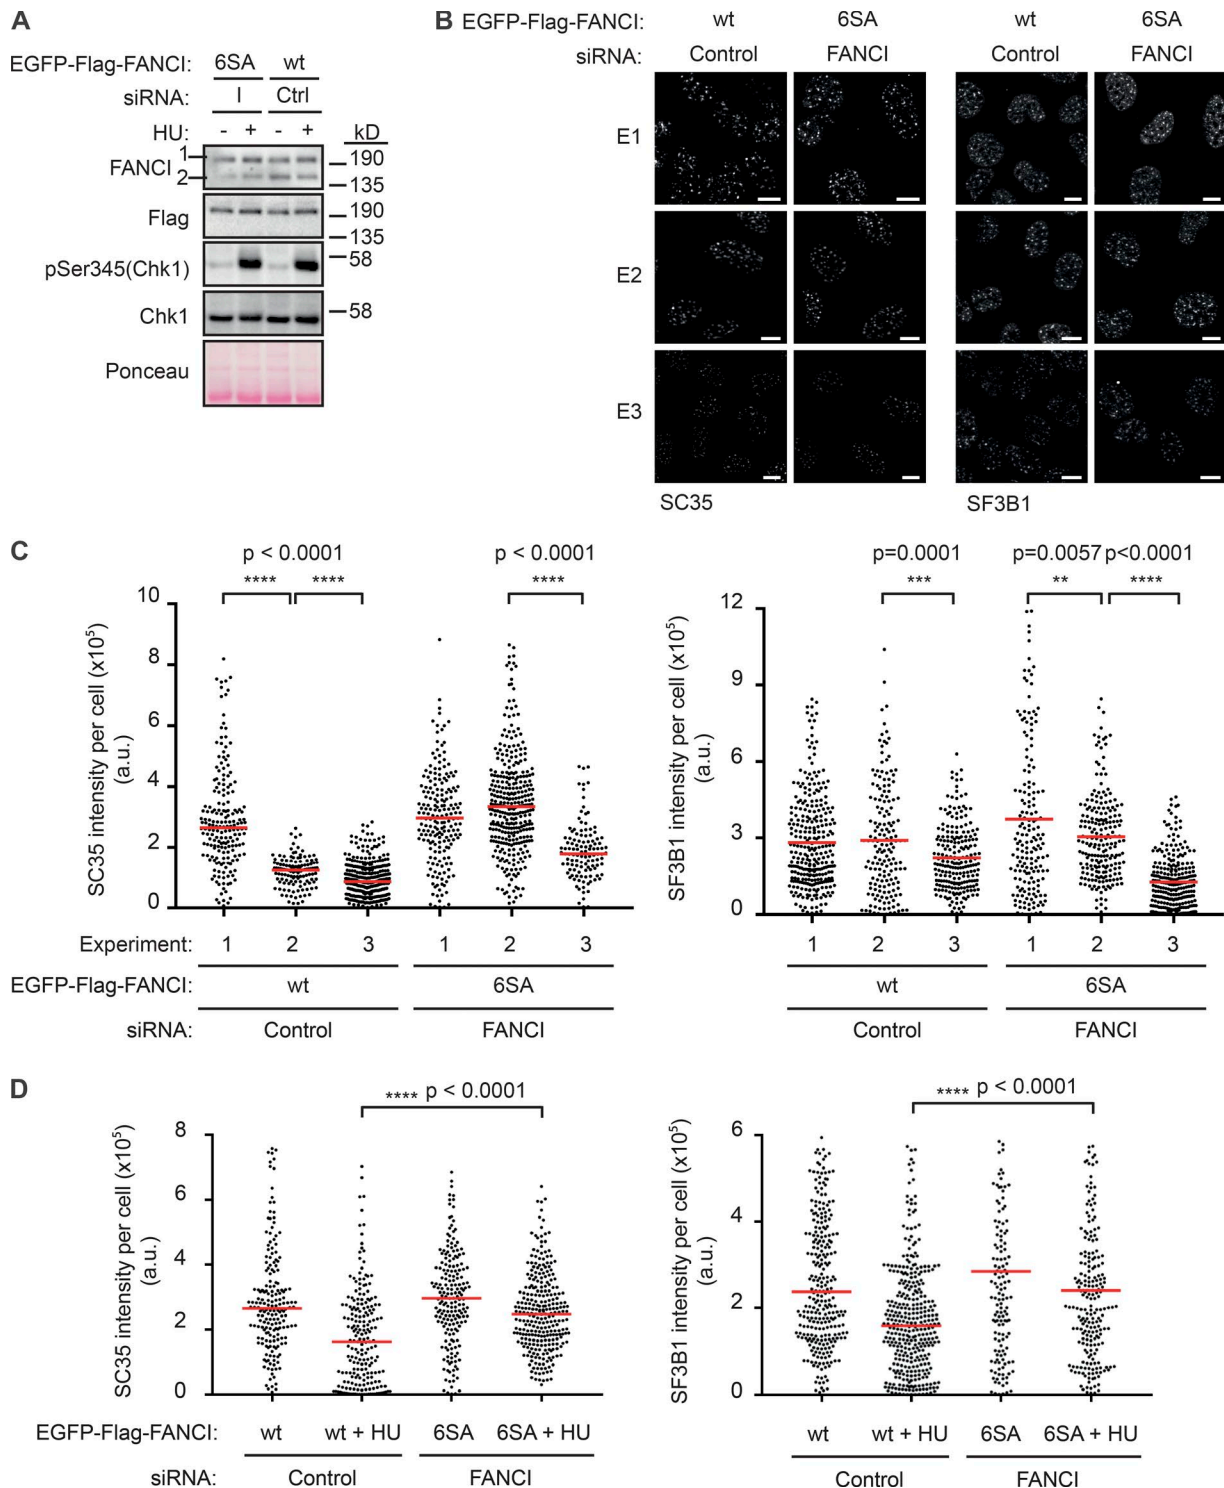 A
EGFP-Flag-FANCI: 6SA wt
siRNA: I Ctrl
HU: - + - + kD
FANCI 1 2 190 135
Flag 190 135
pSer345(Chk1) 58
Chk1 58
Ponceau
B EGFP-Flag-FANCI: wt 6SA wt 6SA
siRNA: Control FANCI Control FANCI
E1
E2
E3
SC35 SF3B1
C
p < 0.0001 p < 0.0001
**** **** ****
SC35 intensity per cell (x10⁵)
(a.u.)
10
8
6
4
2
0
Experiment: 1 2 3 1 2 3
EGFP-Flag-FANCI: wt 6SA
siRNA: Control FANCI
p=0.0001 p=0.0057 p<0.0001
*** ** ****
SF3B1 intensity per cell (x10⁵)
(a.u.)
12
9
6
3
0
1 2 3 1 2 3
wt 6SA
Control FANCI
D
**** p < 0.0001
SC35 intensity per cell (x10⁵)
(a.u.)
8
6
4
2
0
EGFP-Flag-FANCI: wt wt + HU 6SA 6SA + HU
siRNA: Control FANCI
**** p < 0.0001
SF3B1 intensity per cell (x10⁵)
(a.u.)
6
4
2
0
wt wt + HU 6SA 6SA + HU
Control FANCI